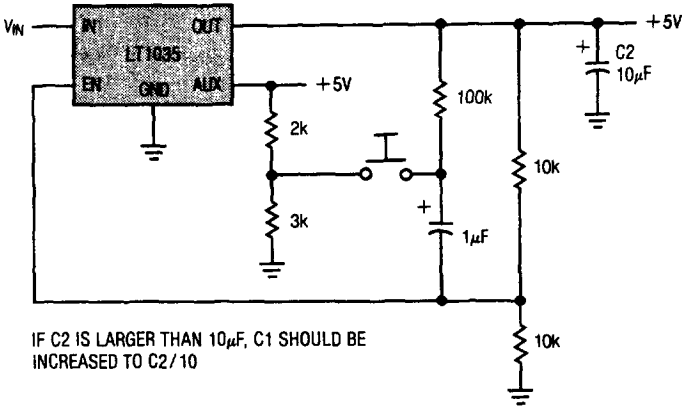 V_IN
IN
OUT
LT1035
EN
GND
AUX
+5V
+5V
+
C2
10μF
2k
100k
10k
3k
+
1μF
10k
IF C2 IS LARGER THAN 10μF, C1 SHOULD BE
INCREASED TO C2/10